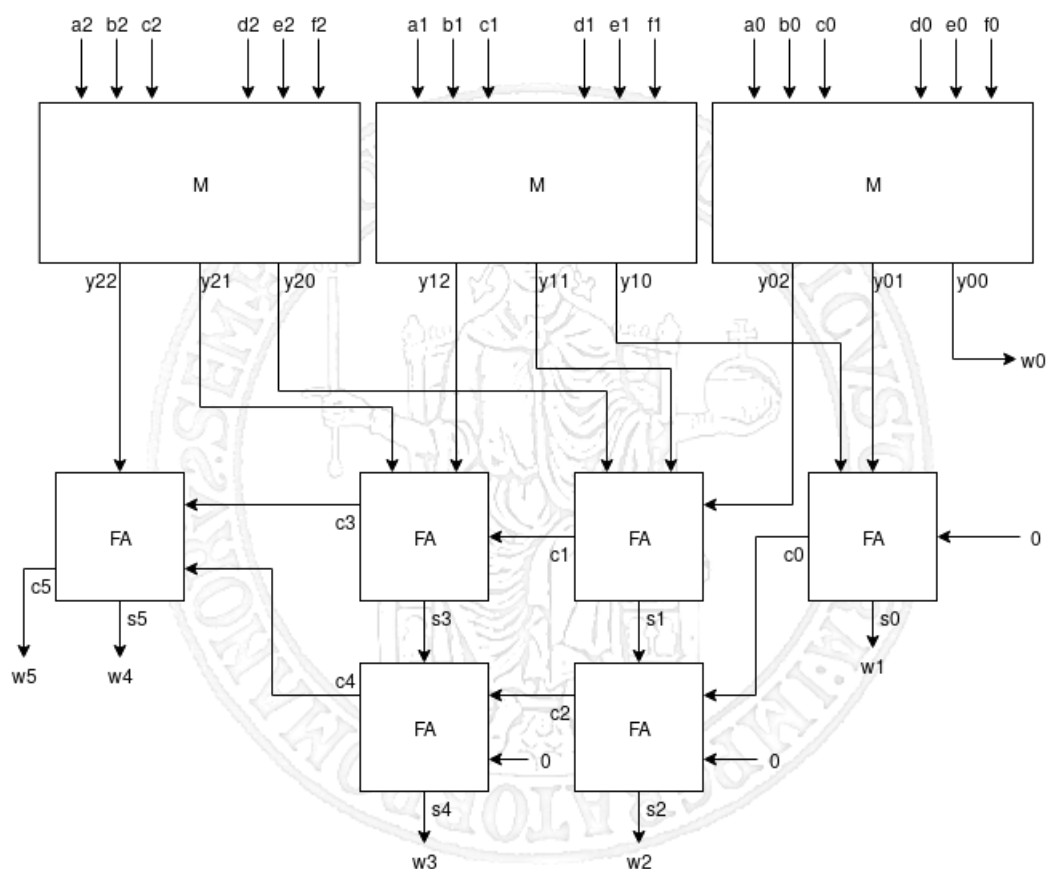 a2 b2 c2 d2 e2 f2 a1 b1 c1 d1 e1 f1 a0 b0 c0 d0 e0 f0
M M M
y22 y21 y20 y12 y11 y10 y02 y01 y00
w0
FA FA FA FA
c3 c1 c0 0
c5 s5 s3 s1 s0
w5 w4 w1
c4 c2
FA FA
0 0
s4 s2
w3 w2